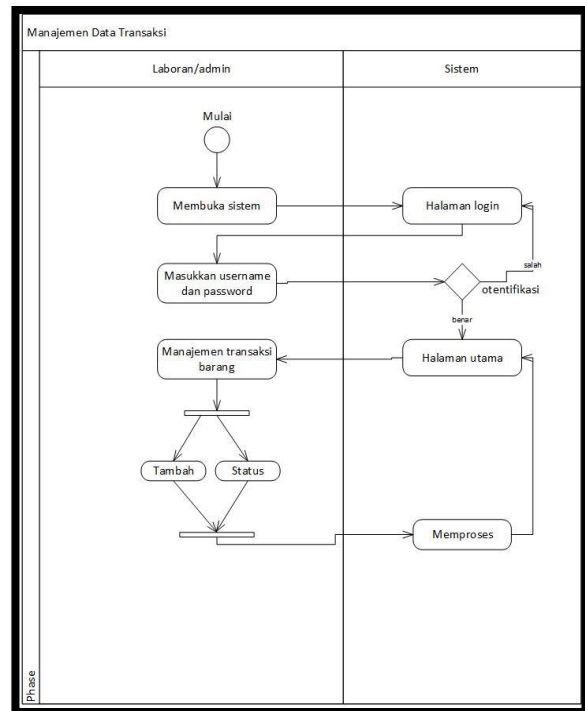 Manajemen Data Transaksi
Laboran/admin
Sistem
Mulai
Membuka sistem
Halaman login
salah
Masukkan username
dan password
otentifikasi
benar
Manajemen transaksi
barang
Halaman utama
Tambah
Status
Memproses
Phase